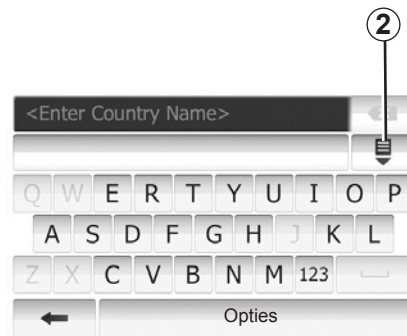 2
<Enter Country Name>
Q W E R T Y U I O P
A S D F G H J K L
Z X C V B N M 123
Opties